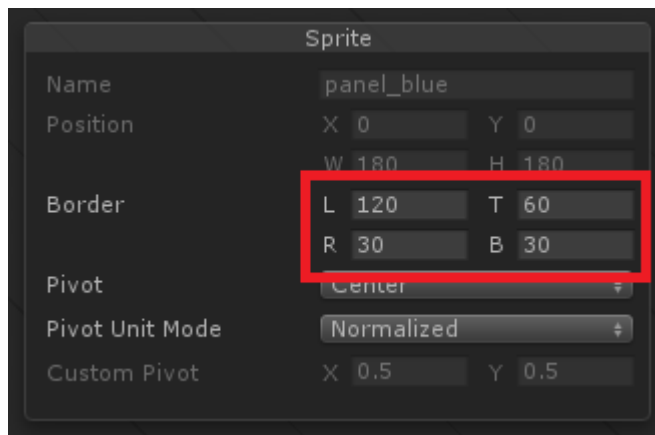 Sprite
Name panel_blue
Position X 0 Y 0
W 180 H 180
Border L 120 T 60
R 30 B 30
Pivot Center
Pivot Unit Mode Normalized
Custom Pivot X 0.5 Y 0.5